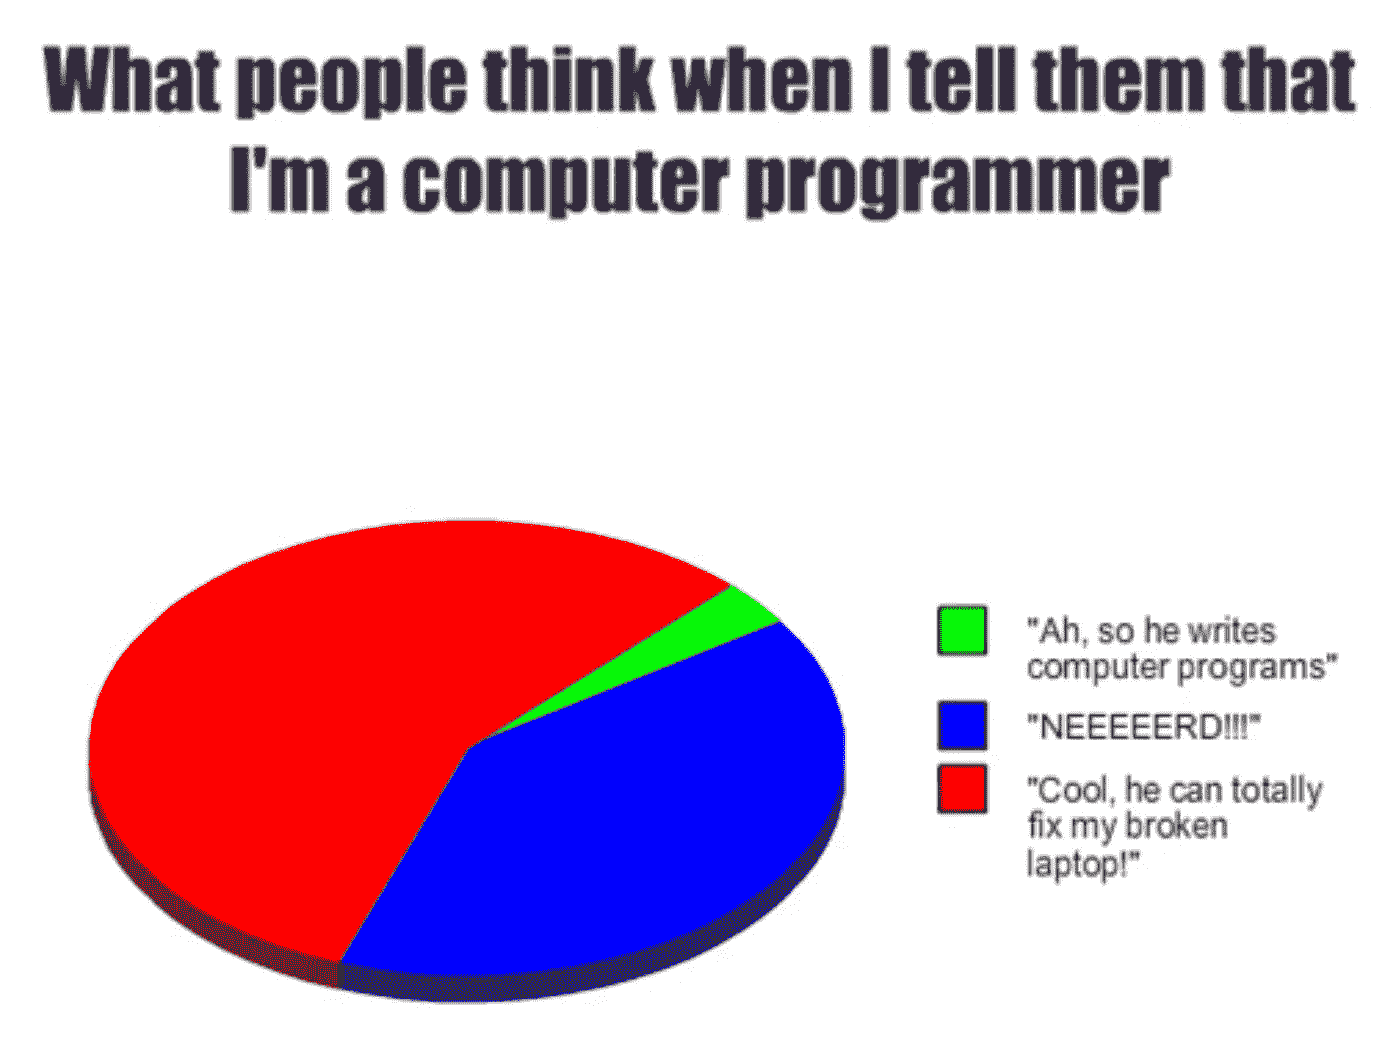 What people think when I tell them that
I'm a computer programmer
"Ah, so he writes
computer programs"
"NEEEEERD!!!"
"Cool, he can totally
fix my broken
laptop!"